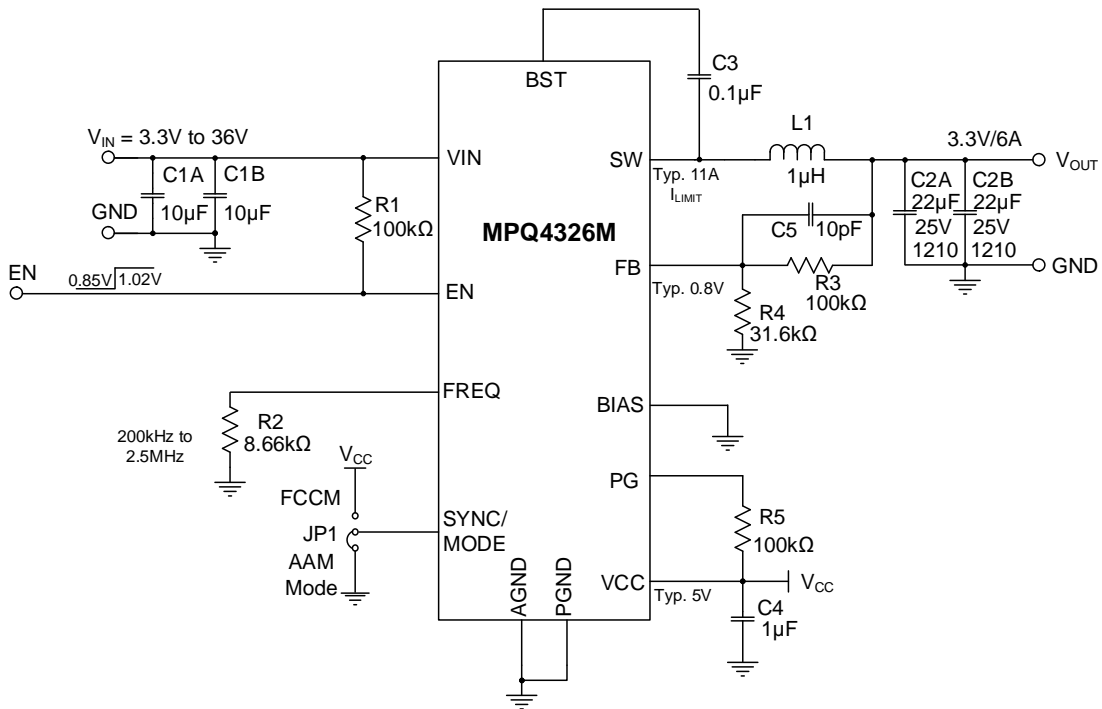 BST
C3
0.1µF
V_IN = 3.3V to 36V
VIN
C1A
10µF
C1B
10µF
GND
R1
100kΩ
EN
0.85V 1.02V
EN
MPQ4326M
SW
Typ. 11A
I_LIMIT
L1
1µH
3.3V/6A
V_OUT
C2A
22µF
25V
1210
C2B
22µF
25V
1210
GND
C5
10pF
FB
Typ. 0.8V
R3
100kΩ
R4
31.6kΩ
FREQ
R2
8.66kΩ
200kHz to
2.5MHz
BIAS
V_CC
FCCM
JP1
AAM
Mode
SYNC/
MODE
PG
R5
100kΩ
VCC
Typ. 5V
V_CC
C4
1µF
AGND
PGND